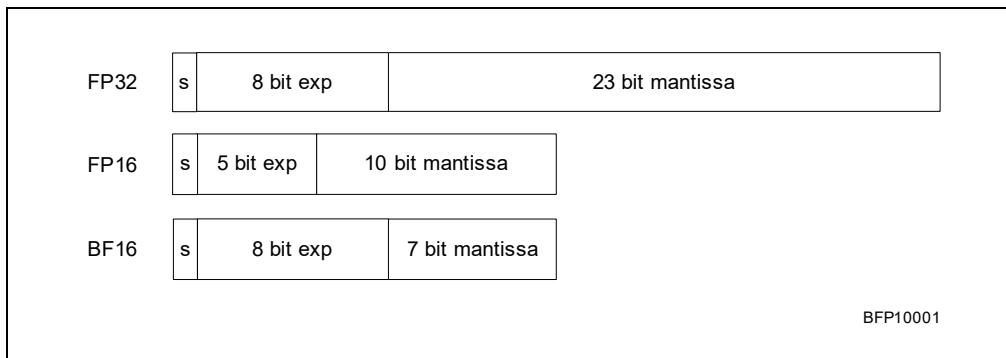 FP32 s 8 bit exp 23 bit mantissa
FP16 s 5 bit exp 10 bit mantissa
BF16 s 8 bit exp 7 bit mantissa
BFP10001